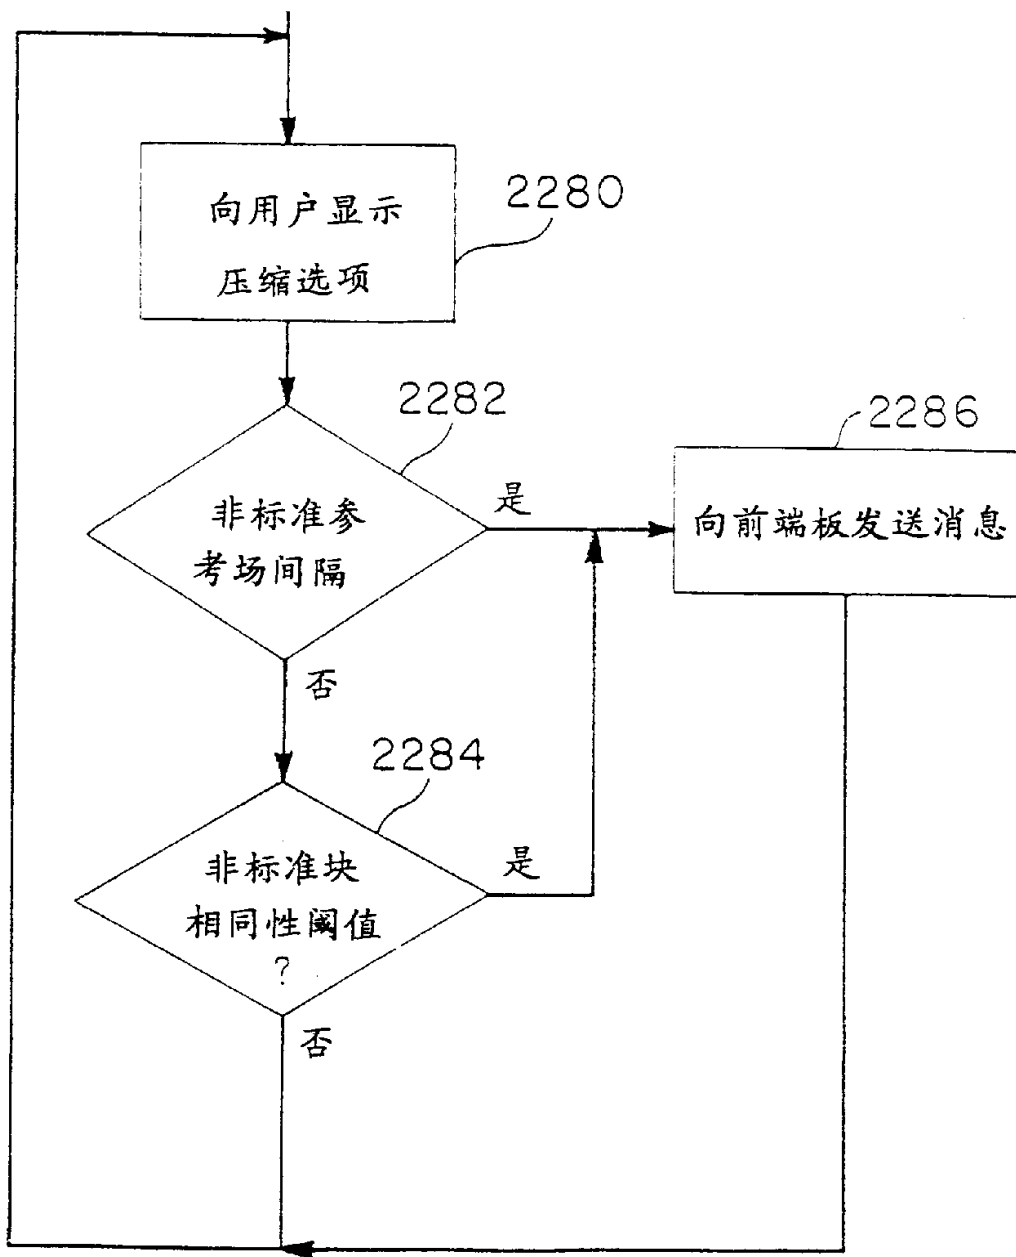 向用户显示
压缩选项
2280
2282
非标准参
考场间隔
是
2286
向前端板发送消息
否
2284
非标准块
相同性阈值
?
是
否